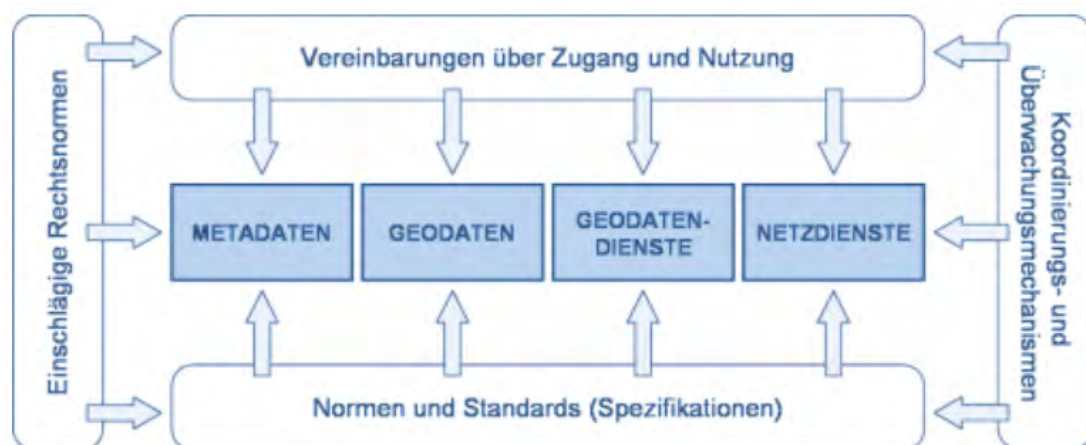 Einschlägige Rechtsnormen
Vereinbarungen über Zugang und Nutzung
METADATEN
GEODATEN
GEODATEN-
DIENSTE
NETZDIENSTE
Normen und Standards (Spezifikationen)
Koordinierungs- und
Überwachungsmechanismen